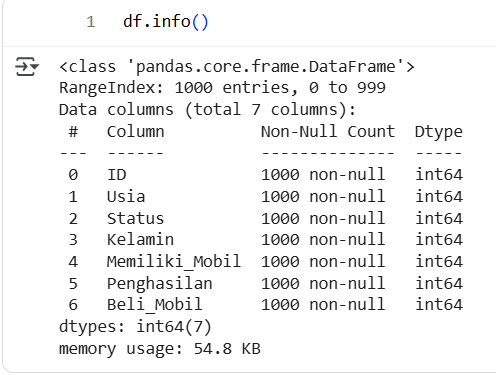 1 df.info()
<class 'pandas.core.frame.DataFrame'>
RangeIndex: 1000 entries, 0 to 999
Data columns (total 7 columns):
 #   Column         Non-Null Count  Dtype
---  ------         --------------  -----
 0   ID             1000 non-null   int64
 1   Usia           1000 non-null   int64
 2   Status         1000 non-null   int64
 3   Kelamin        1000 non-null   int64
 4   Memiliki_Mobil 1000 non-null   int64
 5   Penghasilan    1000 non-null   int64
 6   Beli_Mobil     1000 non-null   int64
dtypes: int64(7)
memory usage: 54.8 KB